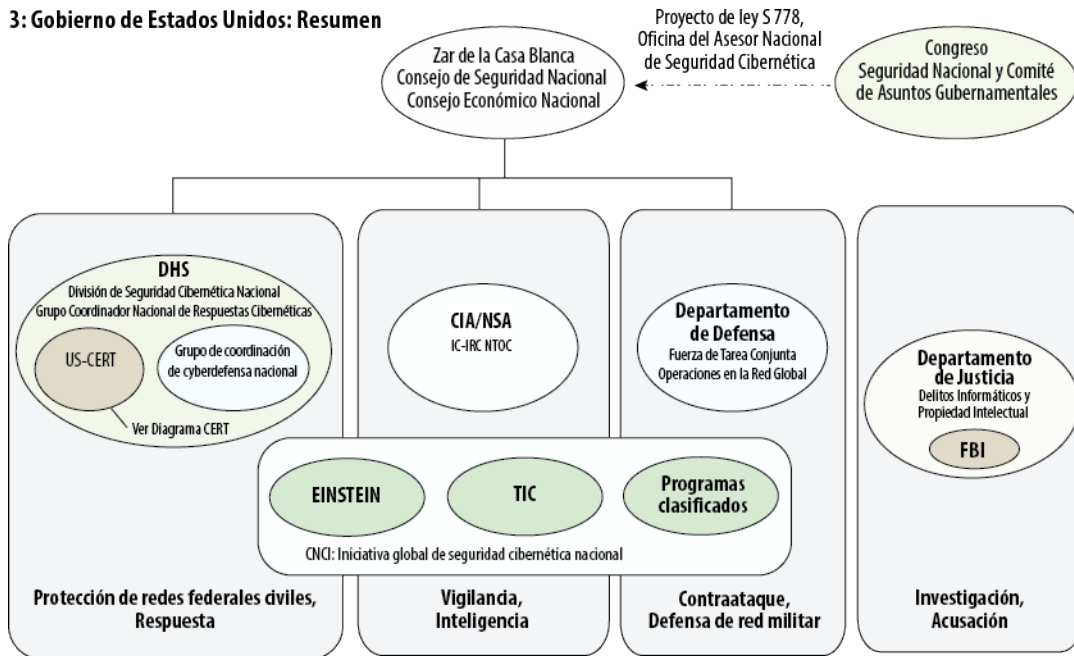 3: Gobierno de Estados Unidos: Resumen
Zar de la Casa Blanca
Consejo de Seguridad Nacional
Consejo Económico Nacional
Proyecto de ley S 778,
Oficina del Asesor Nacional
de Seguridad Cibernética
Congreso
Seguridad Nacional y Comité
de Asuntos Gubernamentales
DHS
División de Seguridad Cibernética Nacional
Grupo Coordinador Nacional de Respuestas Cibernéticas
US-CERT
Grupo de coordinación
de cyberdefensa nacional
Ver Diagrama CERT
CIA/NSA
IC-IRC NTOC
Departamento
de Defensa
Fuerza de Tarea Conjunta
Operaciones en la Red Global
Departamento
de Justicia
Delitos Informáticos y
Propiedad Intelectual
FBI
EINSTEIN
TIC
Programas
clasificados
CNCI: Iniciativa global de seguridad cibernética nacional
Protección de redes federales civiles,
Respuesta
Vigilancia,
Inteligencia
Contraataque,
Defensa de red militar
Investigación,
Acusación